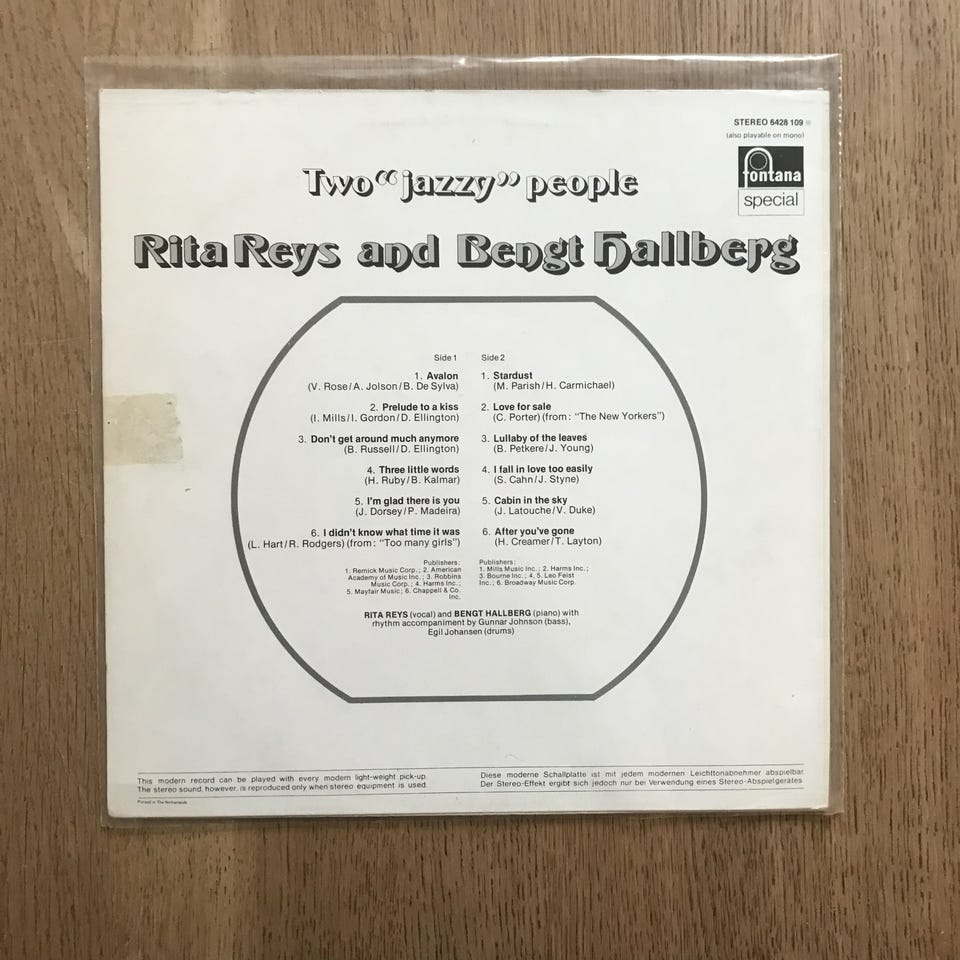 STEREO 6428 109
(also playable on mono)
fontana
special
Two “jazzy” people
Rita Reys and Bengt Hallberg
Side 1
1. Avalon
(V. Rose/A. Jolson/B. De Sylva)
2. Prelude to a kiss
(I. Mills/I. Gordon/D. Ellington)
3. Don't get around much anymore
(B. Russell/D. Ellington)
4. Three little words
(H. Ruby/B. Kalmar)
5. I'm glad there is you
(J. Dorsey/P. Madeira)
6. I didn't know what time it was
(L. Hart/R. Rodgers) (from: “Too many girls”)
Publishers:
1. Remick Music Corp.; 2. American
Academy of Music Inc.; 3. Robbins
Music Corp.; 4. Harms Inc.;
5. Mayfair Music; 6. Chappell & Co.
Inc.
Side 2
1. Stardust
(M. Parish/H. Carmichael)
2. Love for sale
(C. Porter) (from: “The New Yorkers”)
3. Lullaby of the leaves
(B. Petkere/J. Young)
4. I fall in love too easily
(S. Cahn/J. Styne)
5. Cabin in the sky
(J. Latouche/V. Duke)
6. After you've gone
(H. Creamer/T. Layton)
Publishers:
1. Mills Music Inc.; 2. Harms Inc.;
3. Bourne Inc.; 4, 5. Leo Feist
Inc.; 6. Broadway Music Corp.
RITA REYS (vocal) and BENGT HALLBERG (piano) with
rhythm accompaniment by Gunnar Johnson (bass),
Egil Johansen (drums)
This modern record can be played with every modern light-weight pick-up.
The stereo sound, however, is reproduced only when stereo equipment is used.
Diese moderne Schallplatte ist mit jedem modernen Leichttonabnehmer abspielbar.
Der Stereo-Effekt ergibt sich jedoch nur bei Verwendung eines Stereo-Abspielgerätes
Printed in The Netherlands